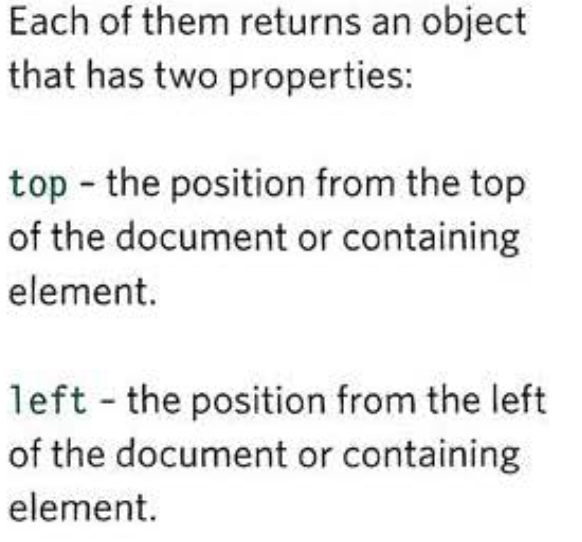 Each of them returns an object
that has two properties:
top – the position from the top
of the document or containing
element.
left – the position from the left
of the document or containing
element.